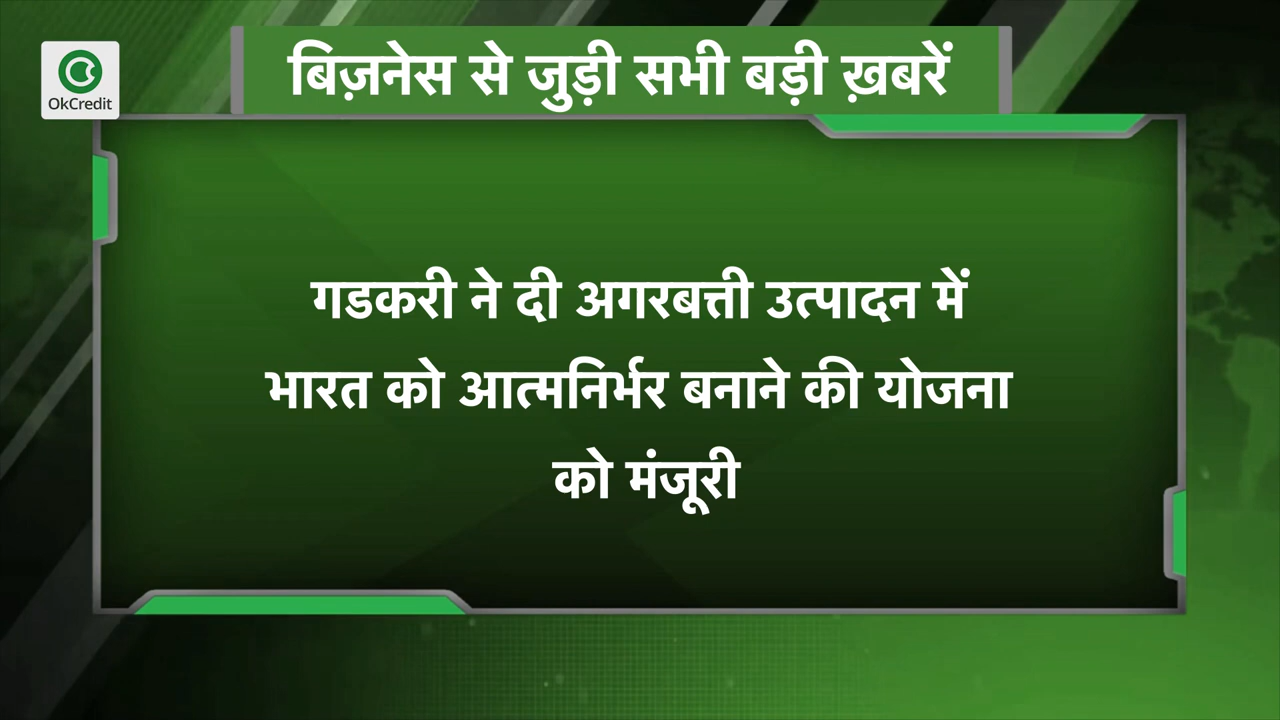 बिज़नेस से जुड़ी सभी बड़ी ख़बरें
OkCredit
गडकरी ने दी अगरबत्ती उत्पादन में
भारत को आत्मनिर्भर बनाने की योजना
को मंजूरी